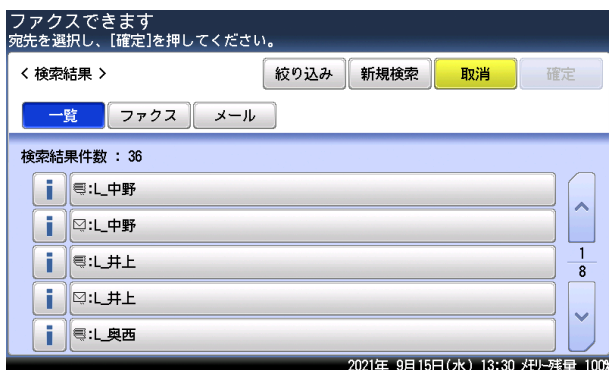 ファクスできます
宛先を選択し、[確定]を押してください。
< 検索結果 >
絞り込み 新規検索 取消 確定
一覧 ファクス メール
検索結果件数 : 36
i :L_中野
i :L_中野
i :L_井上
1
8
i :L_井上
i :L_奥西
2021年 9月15日(水) 13:30 メモリー残量 100%